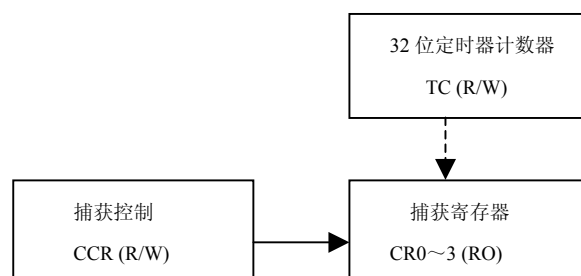 32 位定时器计数器
TC (R/W)
捕获控制
CCR (R/W)
捕获寄存器
CR0～3 (RO)